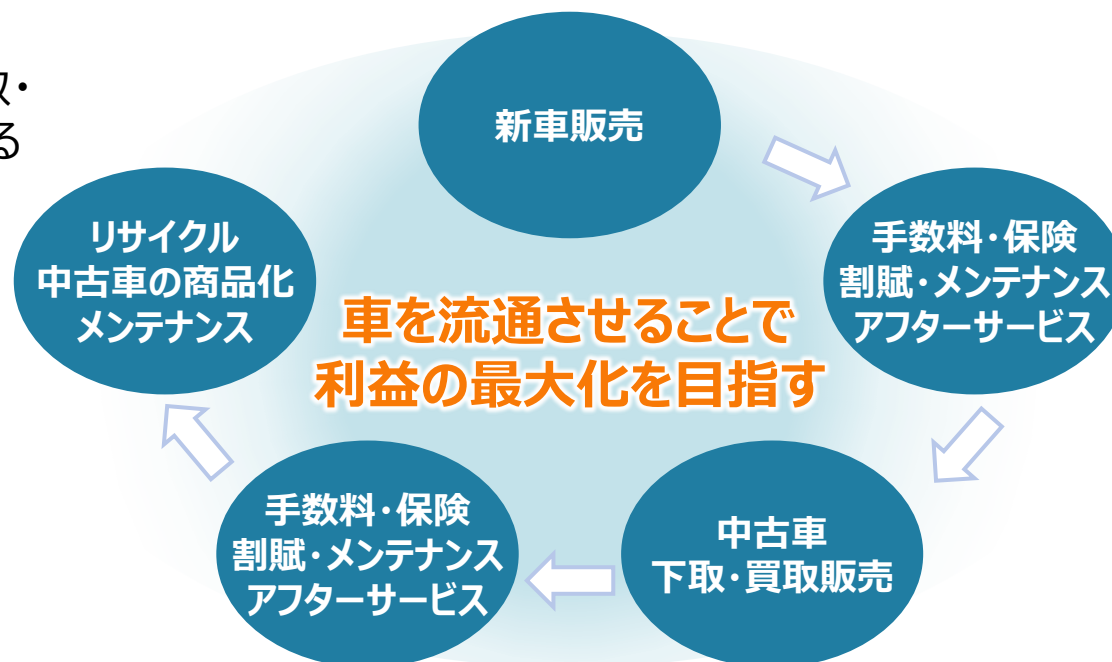 取・
る
新車販売
手数料・保険
割賦・メンテナンス
アフターサービス
中古車
下取・買取販売
手数料・保険
割賦・メンテナンス
アフターサービス
リサイクル
中古車の商品化
メンテナンス
車を流通させることで
利益の最大化を目指す